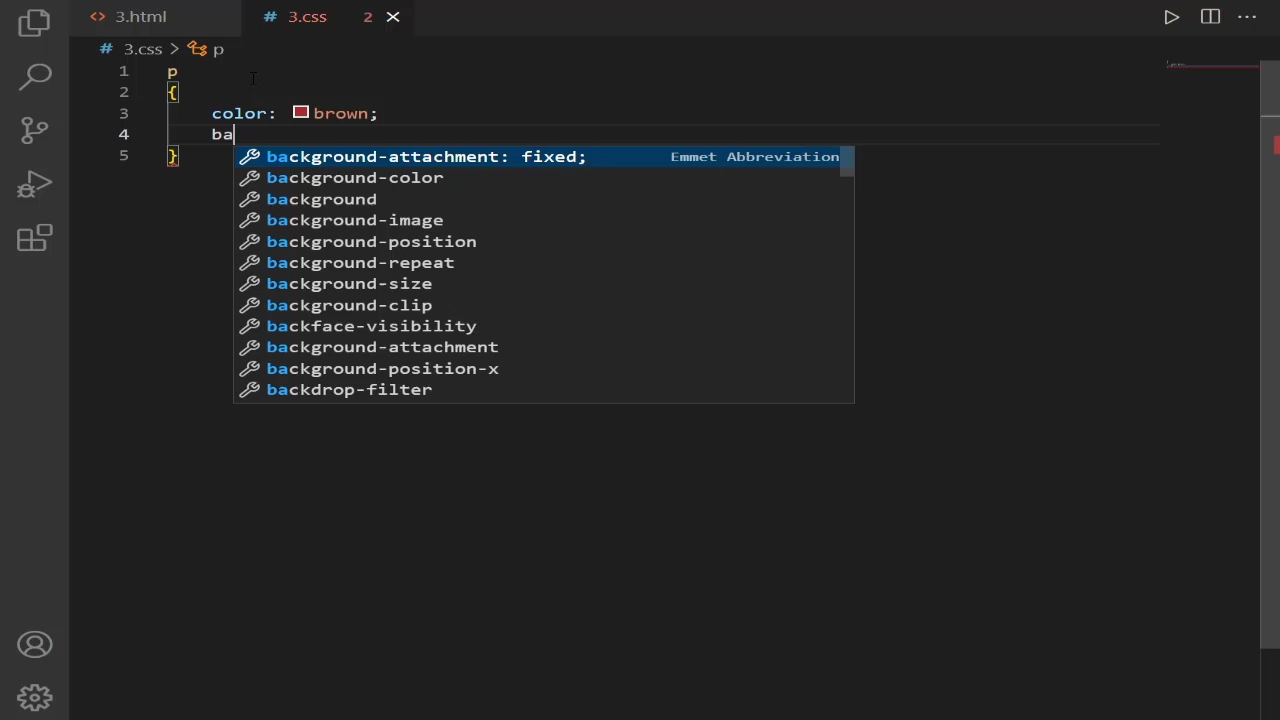 <> 3.html # 3.css 2
# 3.css > p
1 p
2 {
3 color: brown;
4 ba
5 }
background-attachment: fixed; Emmet Abbreviation
background-color
background
background-image
background-position
background-repeat
background-size
background-clip
backface-visibility
background-attachment
background-position-x
backdrop-filter